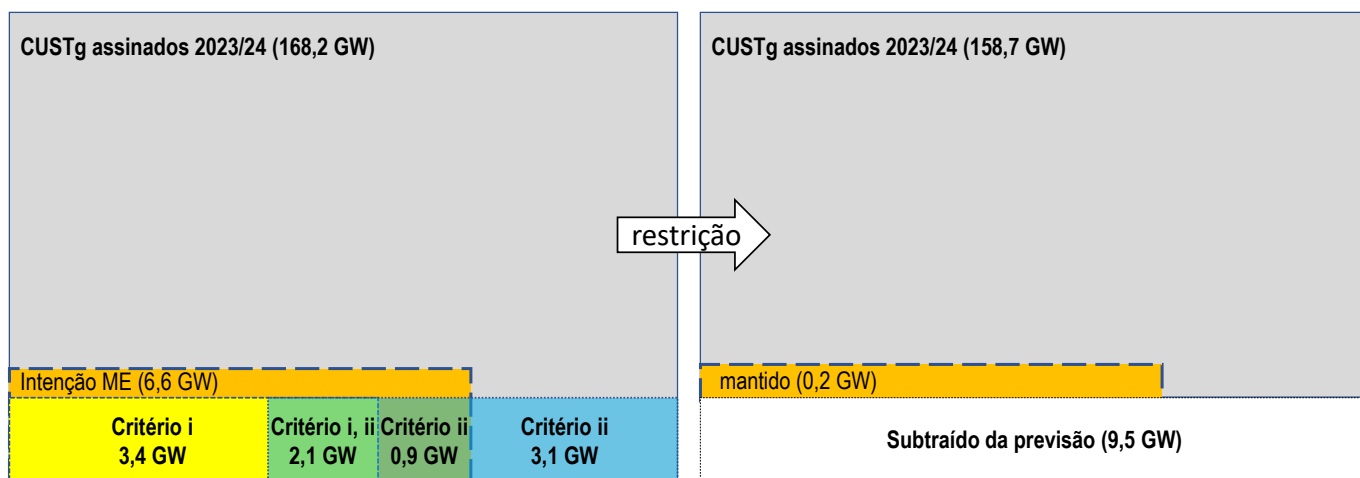 CUSTg assinados 2023/24 (168,2 GW)
CUSTg assinados 2023/24 (158,7 GW)
restrição
Intenção ME (6,6 GW)
mantido (0,2 GW)
Critério i
3,4 GW
Critério i, ii
2,1 GW
Critério ii
0,9 GW
Critério ii
3,1 GW
Subtraído da previsão (9,5 GW)